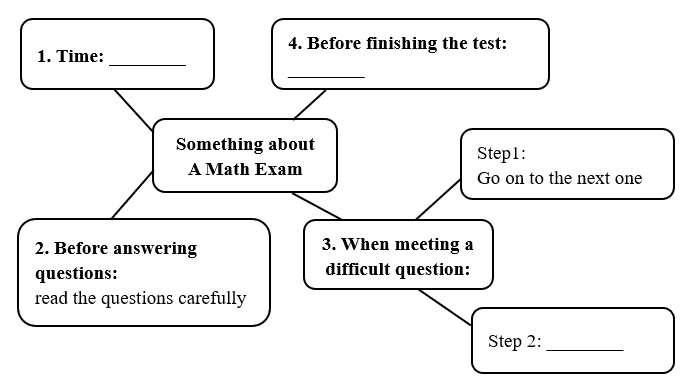 1. Time: ________
4. Before finishing the test:
________
Something about
A Math Exam
Step1:
Go on to the next one
2. Before answering
questions:
read the questions carefully
3. When meeting a
difficult question:
Step 2: ________